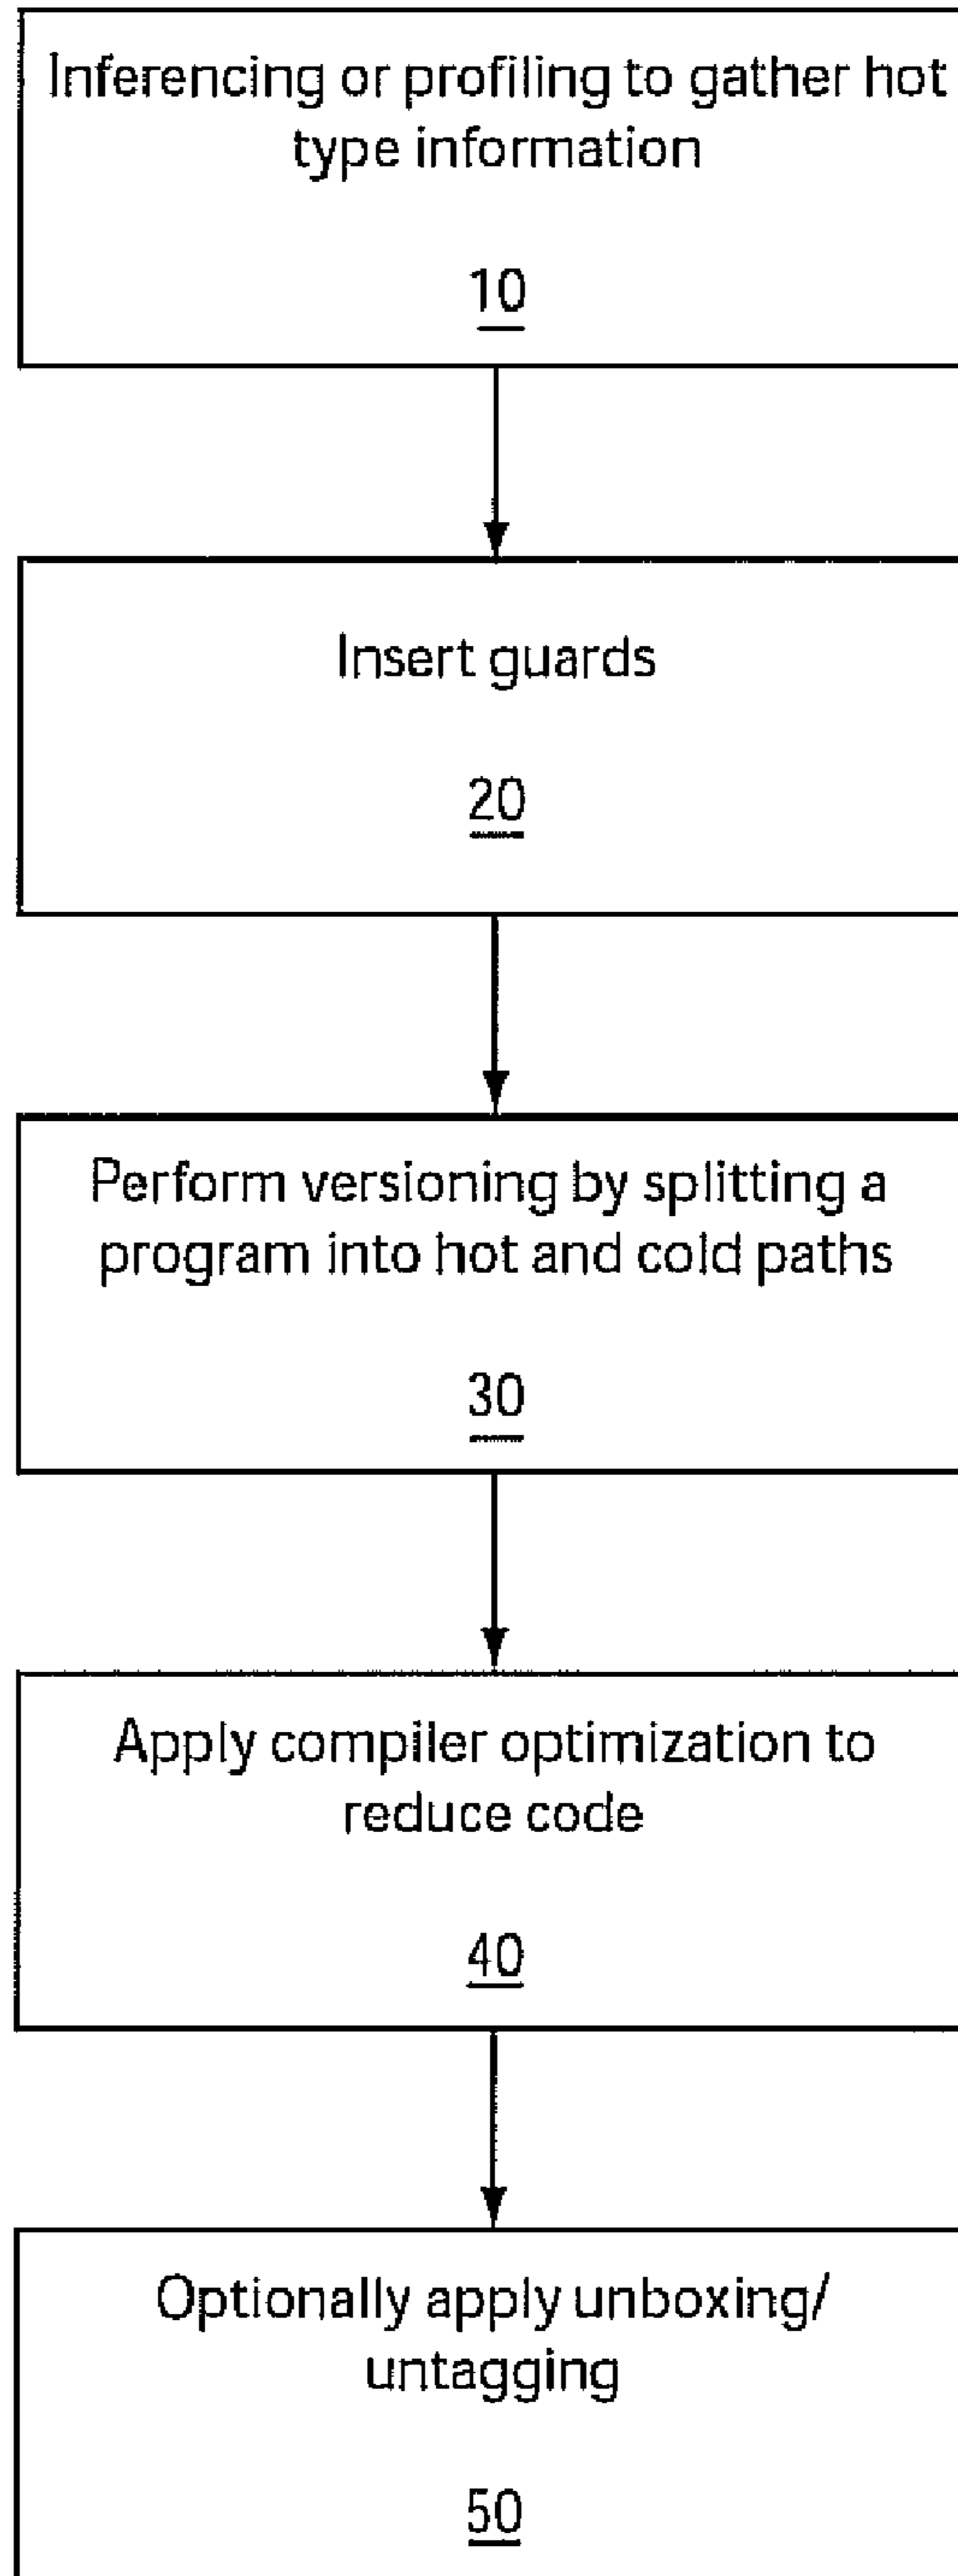 Inferencing or profiling to gather hot
type information
10
Insert guards
20
Perform versioning by splitting a
program into hot and cold paths
30
Apply compiler optimization to
reduce code
40
Optionally apply unboxing/
untagging
50